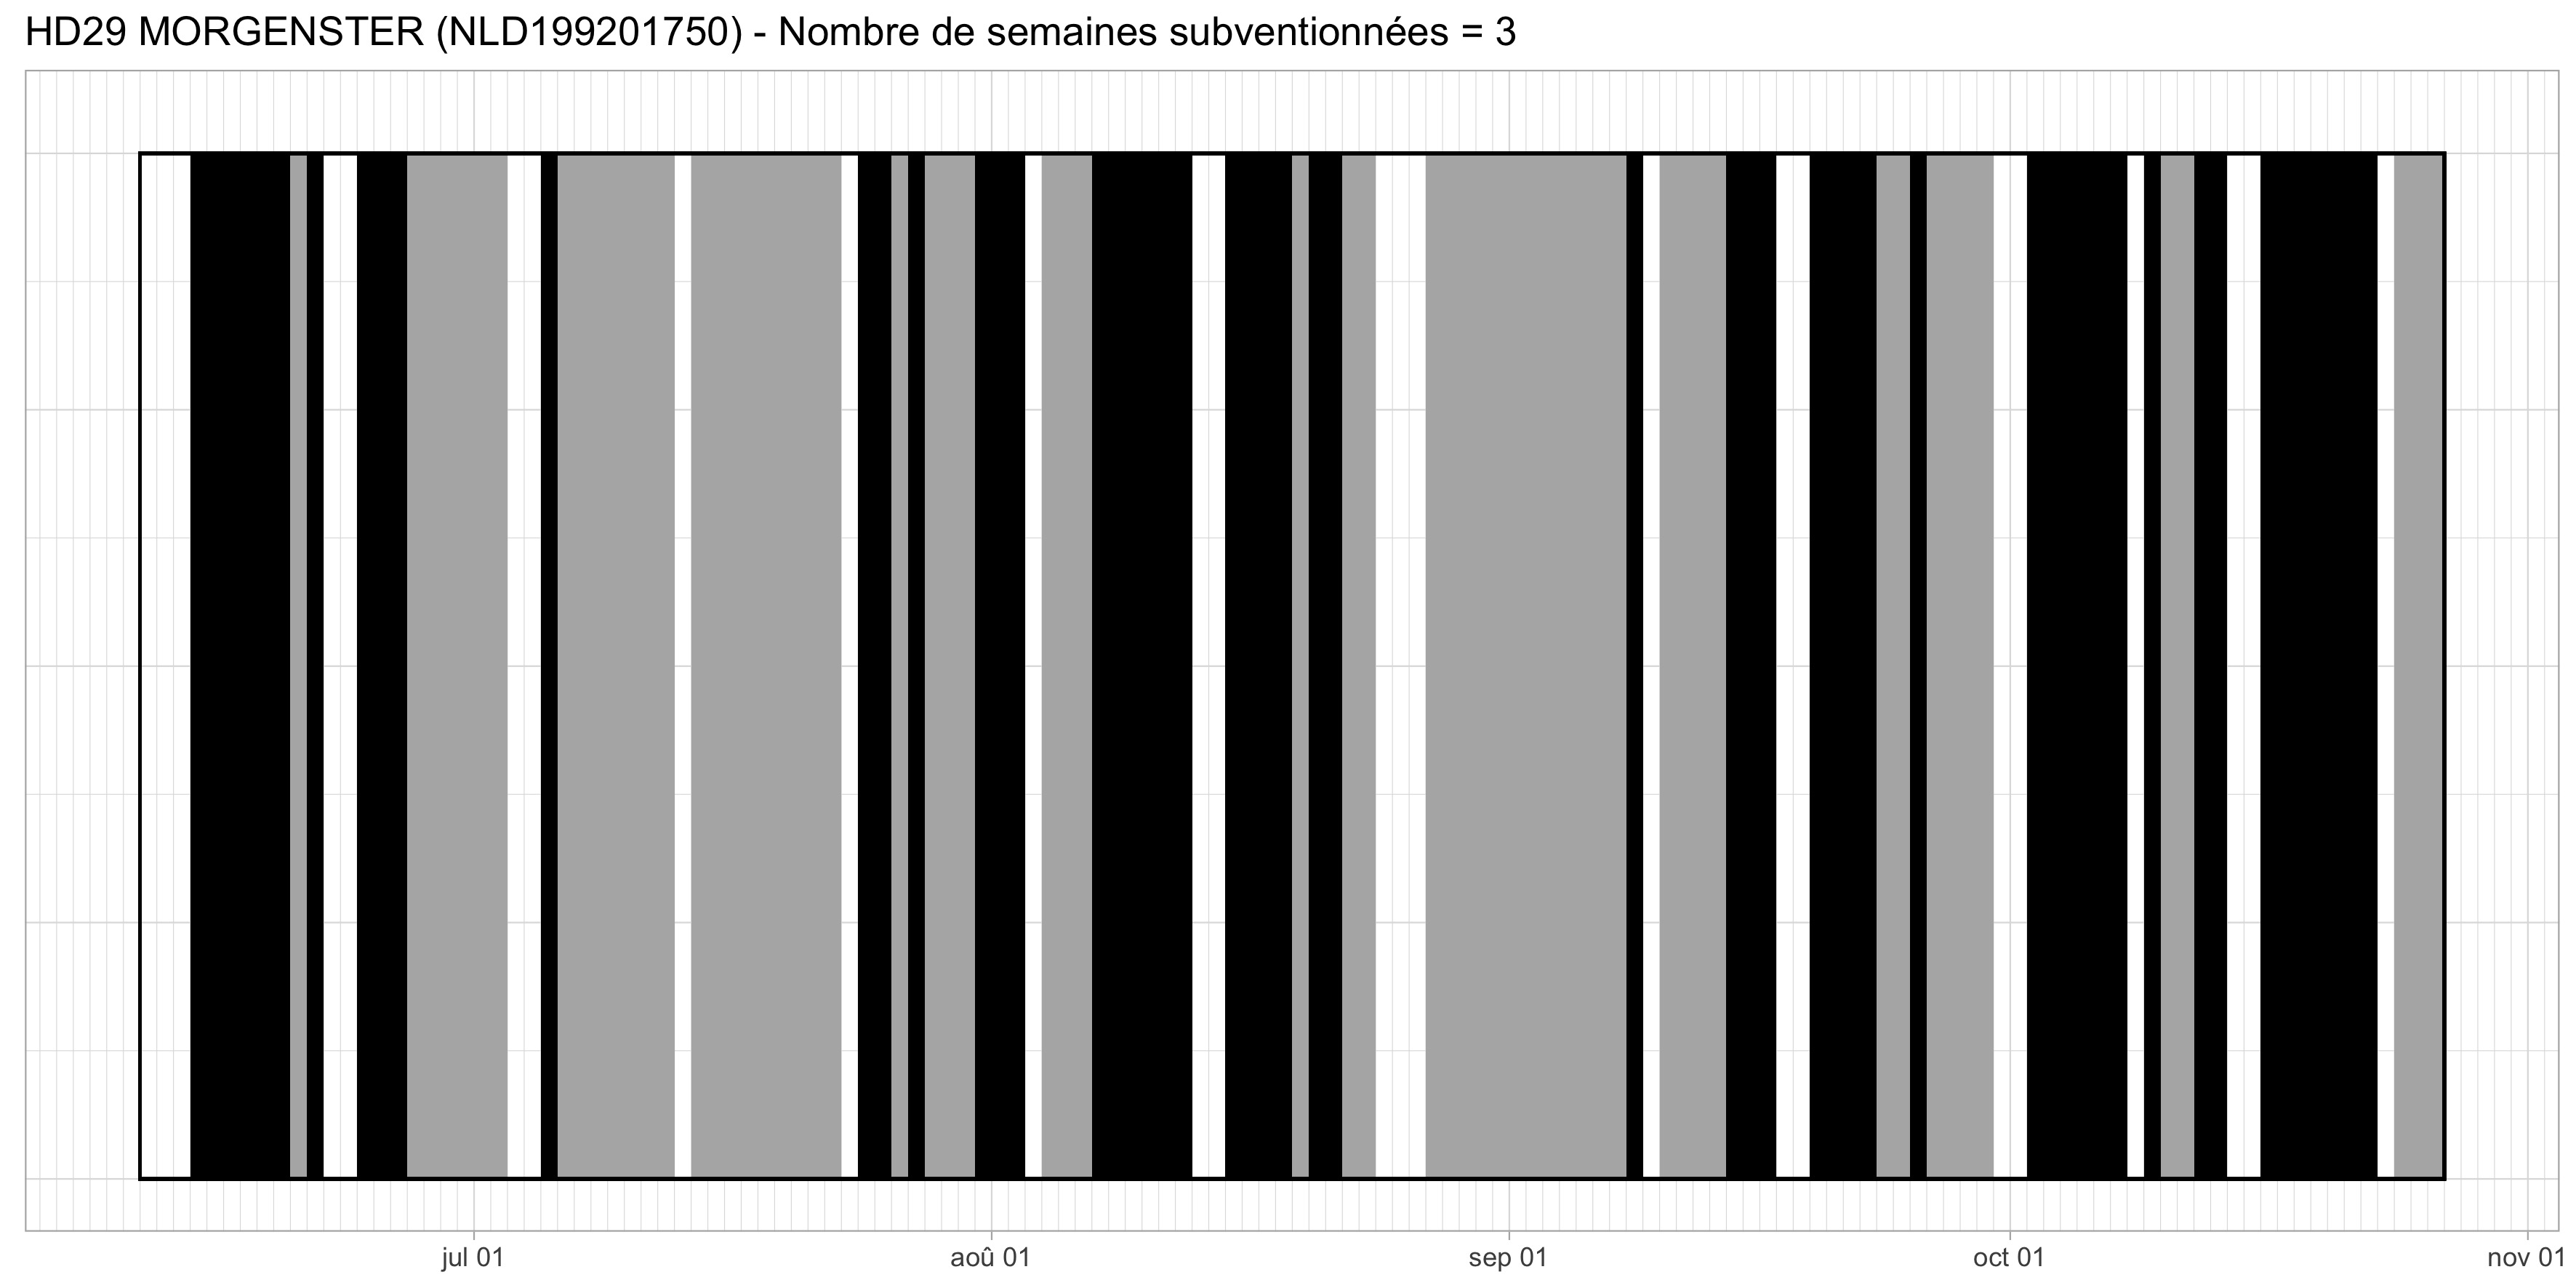 HD29 MORGENSTER (NLD199201750) - Nombre de semaines subventionnées = 3
jul 01 aoû 01 sep 01 oct 01 nov 01